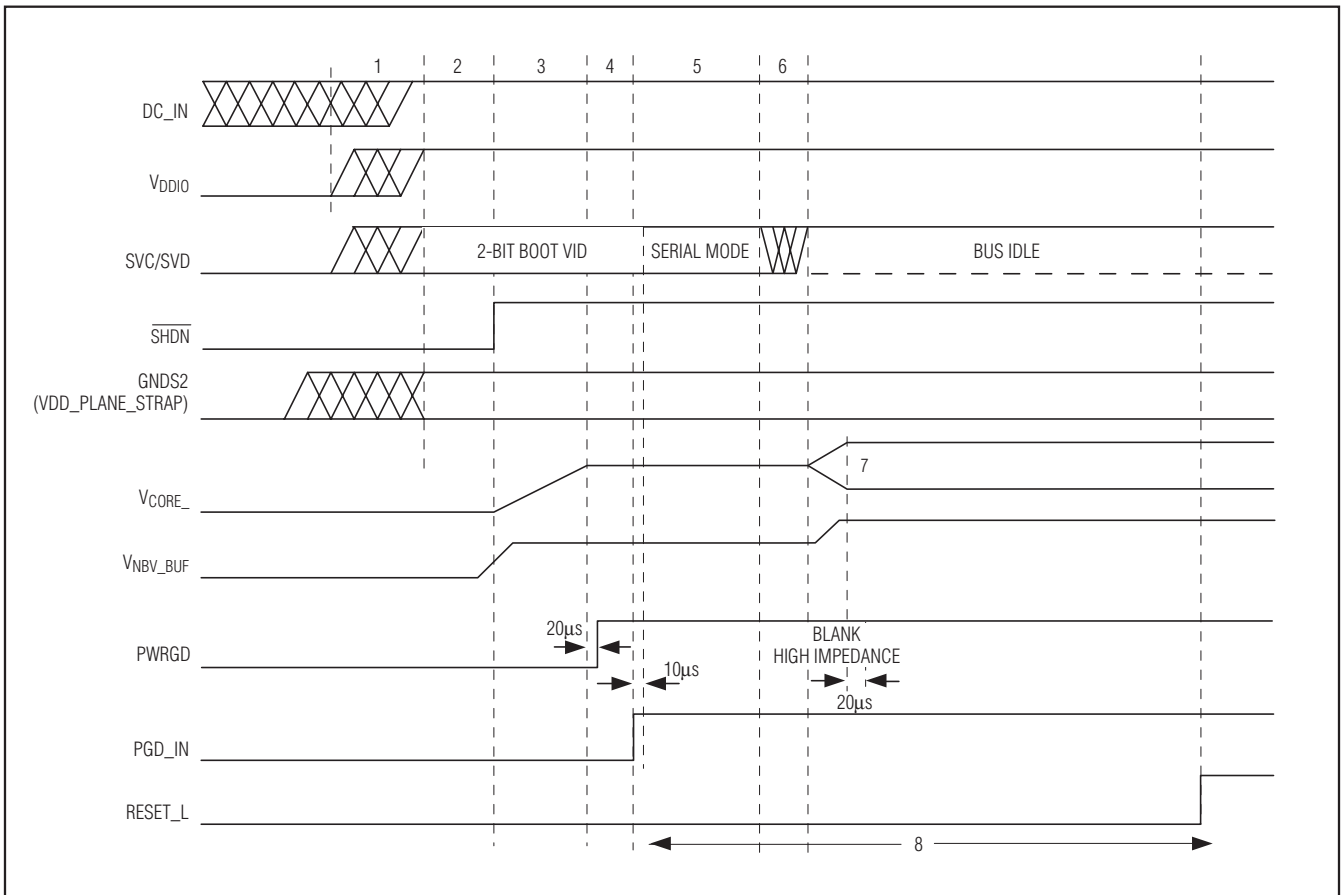 1 2 3 4 5 6
DC_IN
VDDIO
SVC/SVD 2-BIT BOOT VID SERIAL MODE BUS IDLE
SHDN
GNDS2
(VDD_PLANE_STRAP)
7
VCORE_
VNBV_BUF
20μs BLANK
PWRGD HIGH IMPEDANCE
10μs
20μs
PGD_IN
RESET_L
8